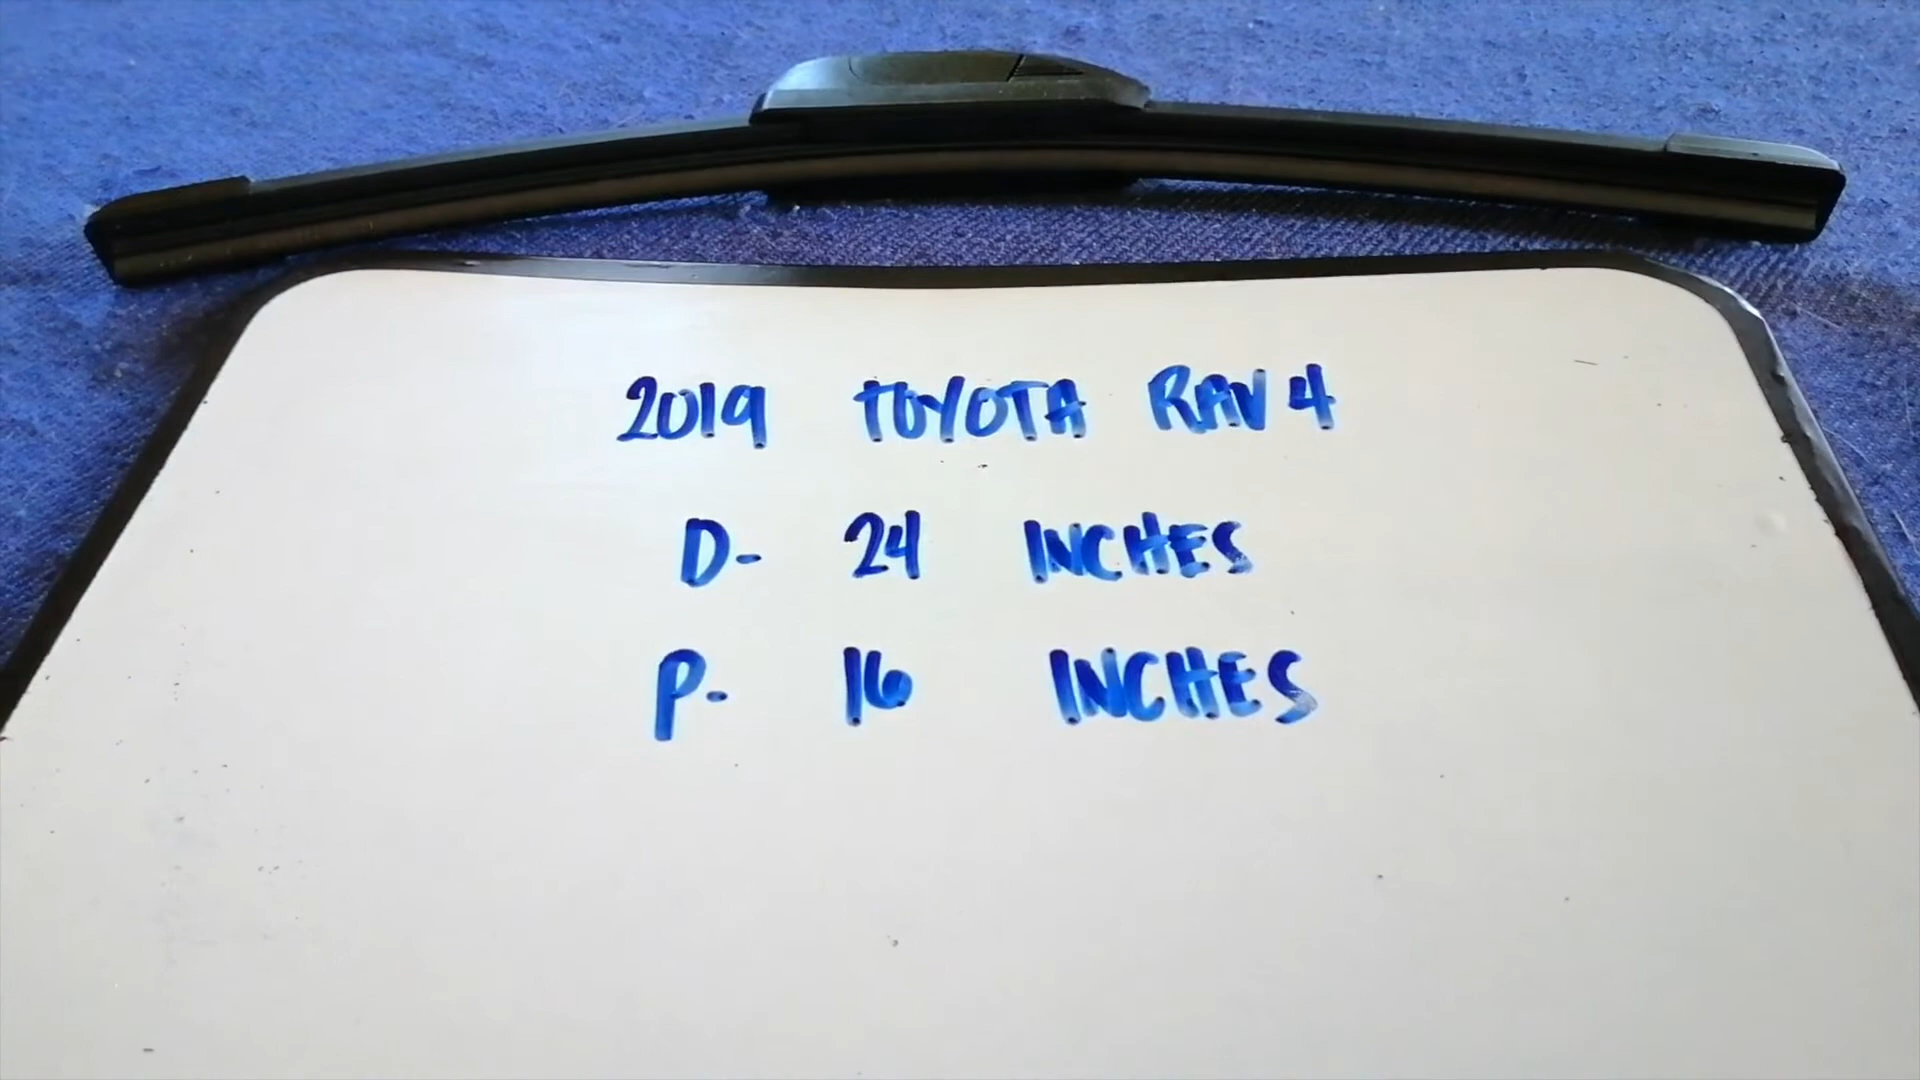 2019 TOYOTA RAV4
D- 24 INCHES
P- 16 INCHES